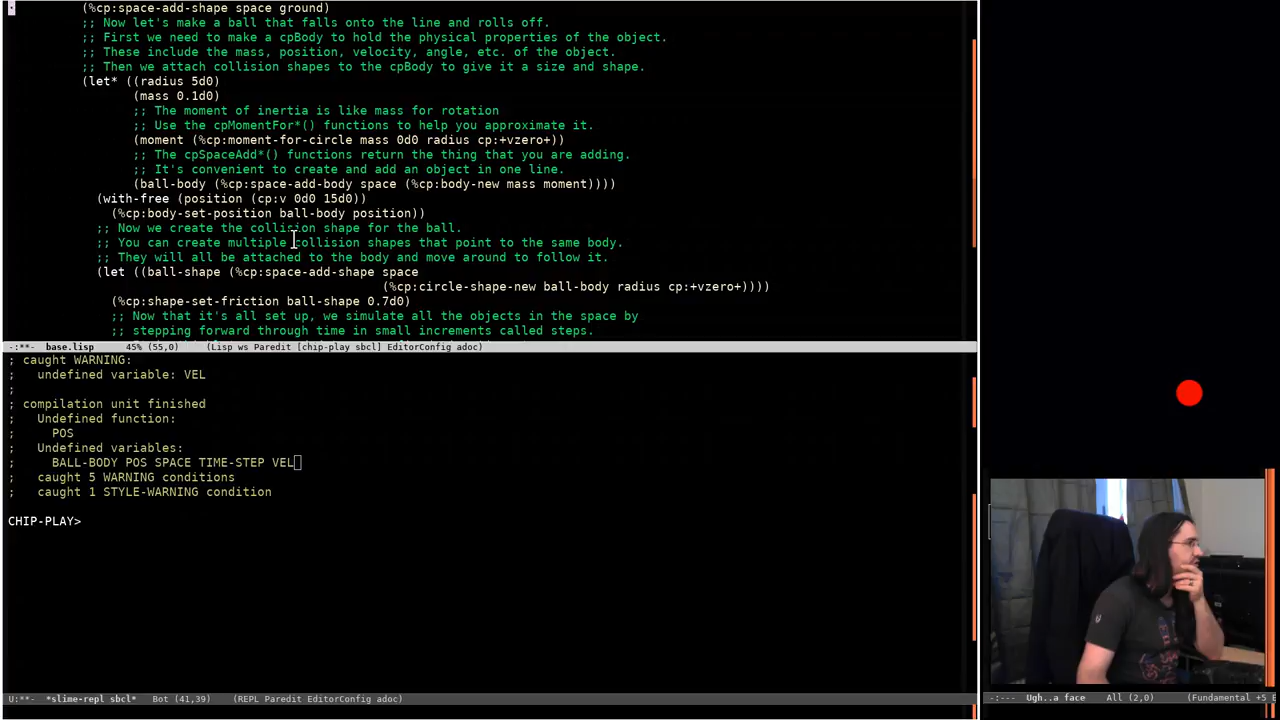 (%cp:space-add-shape space ground)
;; Now let's make a ball that falls onto the line and rolls off.
;; First we need to make a cpBody to hold the physical properties of the object.
;; These include the mass, position, velocity, angle, etc. of the object.
;; Then we attach collision shapes to the cpBody to give it a size and shape.
(let* ((radius 5d0)
(mass 0.1d0)
;; The moment of inertia is like mass for rotation
;; Use the cpMomentFor*() functions to help you approximate it.
(moment (%cp:moment-for-circle mass 0d0 radius cp:+vzero+))
;; The cpSpaceAdd*() functions return the thing that you are adding.
;; It's convenient to create and add an object in one line.
(ball-body (%cp:space-add-body space (%cp:body-new mass moment))))
(with-free (position (cp:v 0d0 15d0))
(%cp:body-set-position ball-body position))
;; Now we create the collision shape for the ball.
;; You can create multiple collision shapes that point to the same body.
;; They will all be attached to the body and move around to follow it.
(let ((ball-shape (%cp:space-add-shape space
(%cp:circle-shape-new ball-body radius cp:+vzero+))))
(%cp:shape-set-friction ball-shape 0.7d0)
;; Now that it's all set up, we simulate all the objects in the space by
;; stepping forward through time in small increments called steps.
-:**-  base.lisp      45% (55,0)     (Lisp ws Paredit [chip-play sbcl] EditorConfig adoc)
; caught WARNING:
;   undefined variable: VEL
;
; compilation unit finished
;   Undefined function:
;     POS
;   Undefined variables:
;     BALL-BODY POS SPACE TIME-STEP VEL
;   caught 5 WARNING conditions
;   caught 1 STYLE-WARNING condition
CHIP-PLAY>
U:**-  *slime-repl sbcl*   Bot (41,39)    (REPL Paredit EditorConfig adoc)
-:---  Ugh..a face    All (2,0)      (Fundamental +5 E